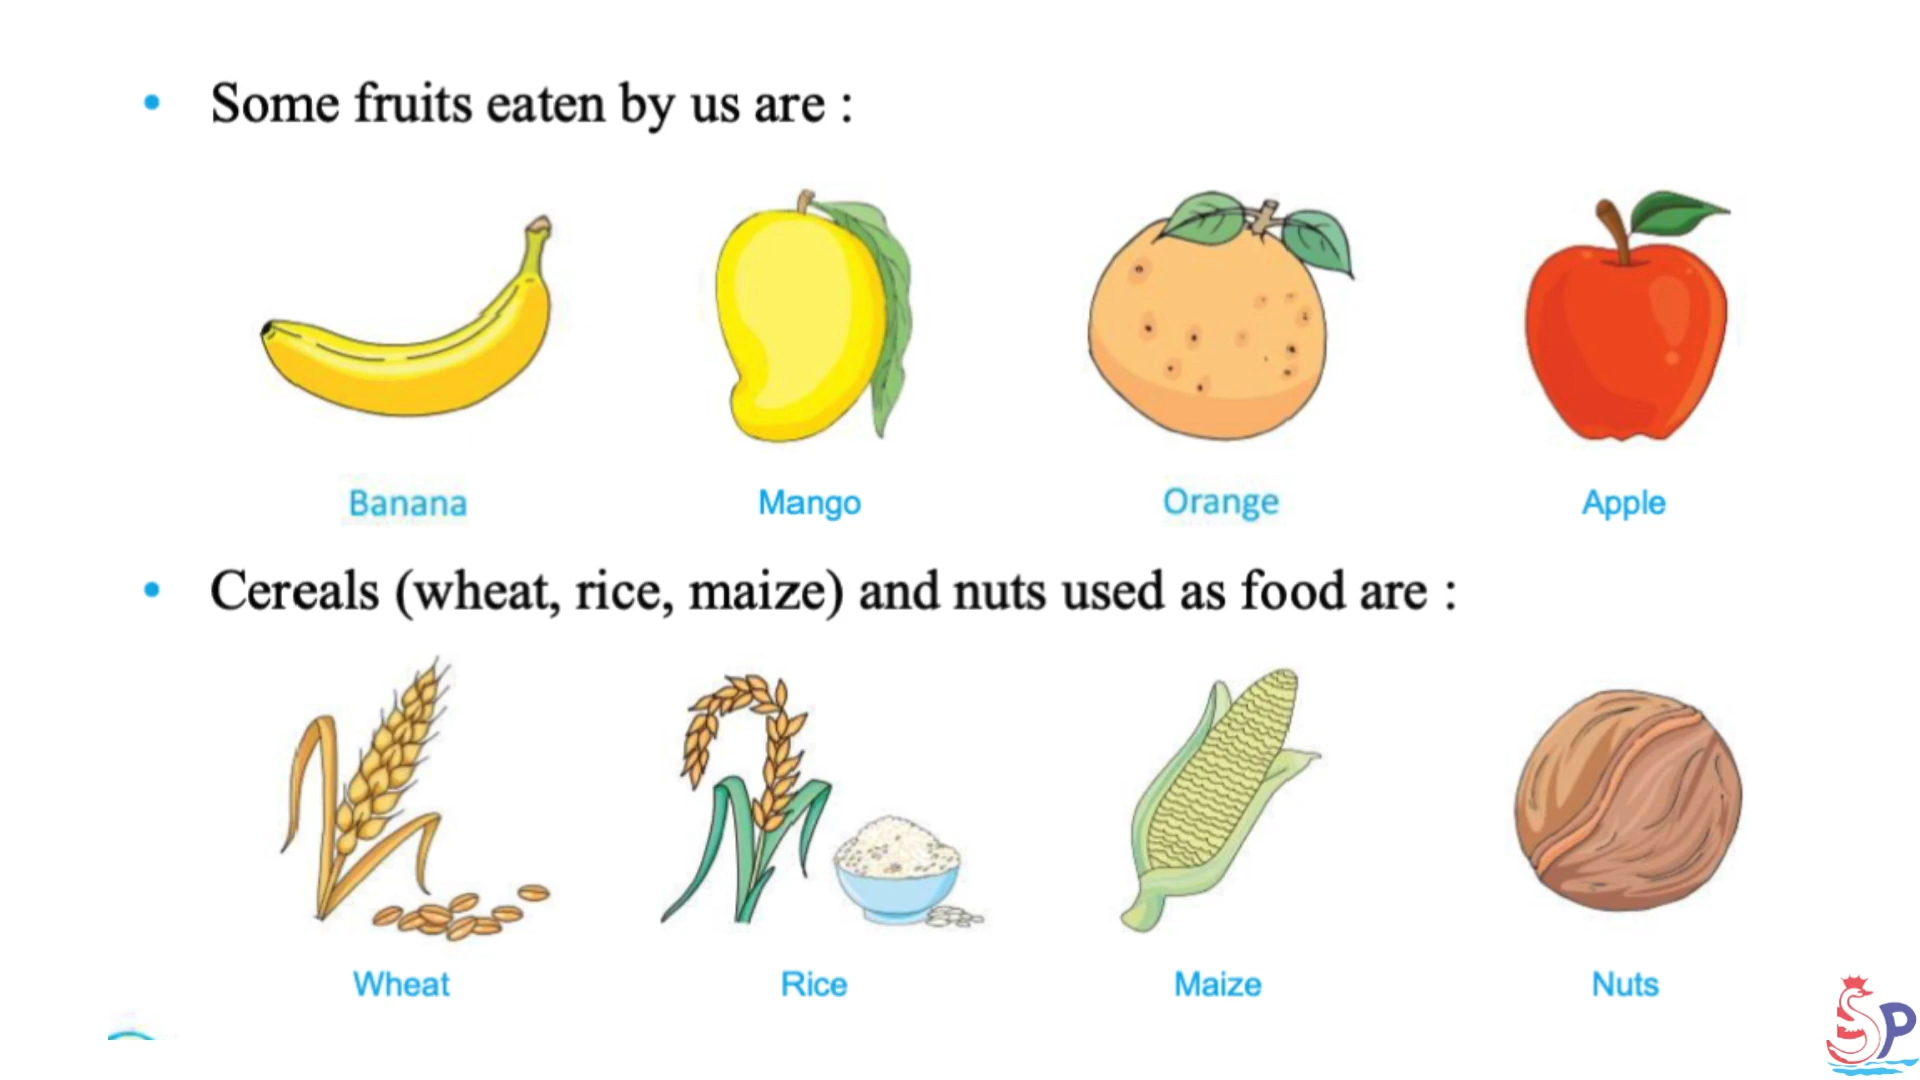 • Some fruits eaten by us are :
Banana Mango Orange Apple
• Cereals (wheat, rice, maize) and nuts used as food are :
Wheat Rice Maize Nuts
SP